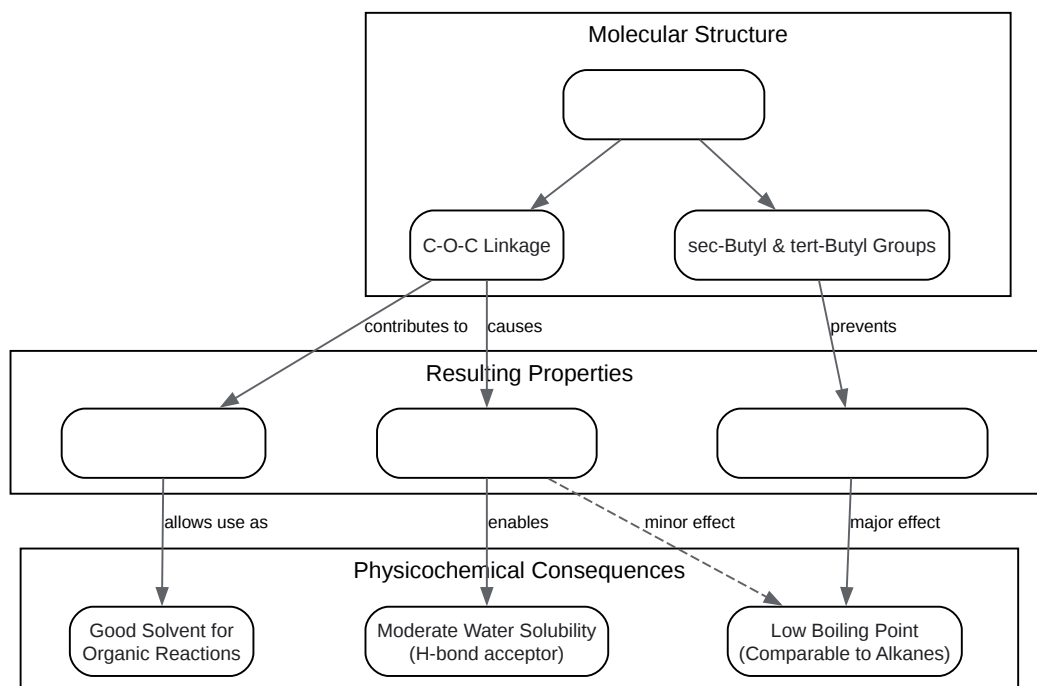 Molecular Structure
C-O-C Linkage
sec-Butyl & tert-Butyl Groups
contributes to
causes
prevents
Resulting Properties
allows use as
enables
minor effect
major effect
Physicochemical Consequences
Good Solvent for
Organic Reactions
Moderate Water Solubility
(H-bond acceptor)
Low Boiling Point
(Comparable to Alkanes)